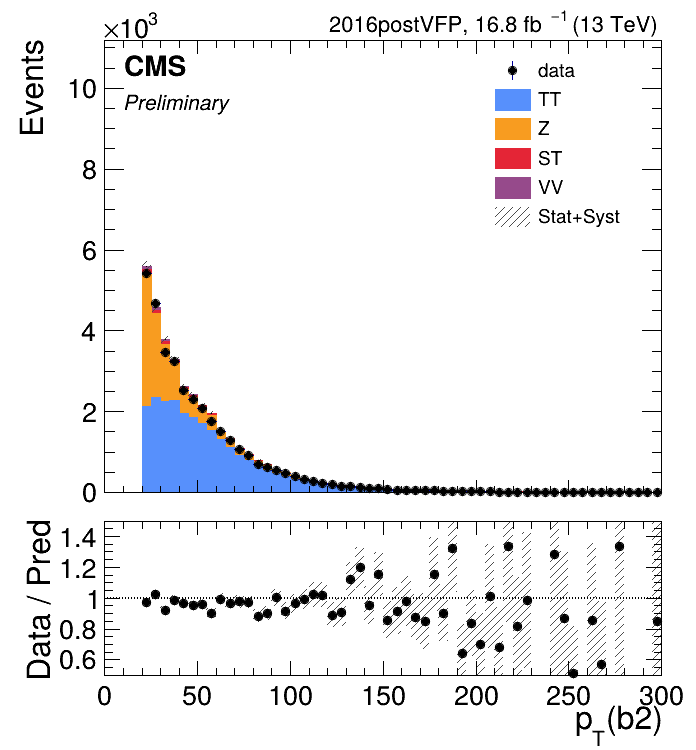 ×10³
2016postVFP, 16.8 fb ⁻¹ (13 TeV)
CMS
Preliminary
data
TT
Z
ST
VV
Stat+Syst
Events
10
8
6
4
2
0
Data / Pred
1.4
1.2
1
0.8
0.6
0 50 100 150 200 250 300
p_T(b2)